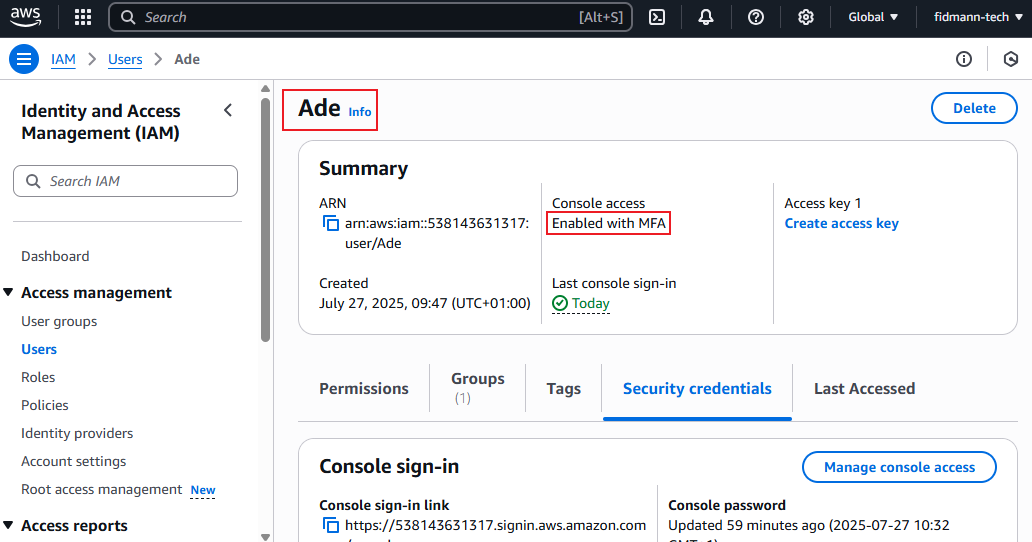 aws
Search [Alt+S] Global fidmann-tech
IAM > Users > Ade
Identity and Access
Management (IAM)
Search IAM
Dashboard
Access management
User groups
Users
Roles
Policies
Identity providers
Account settings
Root access management New
Access reports
Ade Info
Delete
Summary
ARN
arn:aws:iam::538143631317:
user/Ade
Created
July 27, 2025, 09:47 (UTC+01:00)
Console access
Enabled with MFA
Last console sign-in
Today
Access key 1
Create access key
Permissions
Groups
(1)
Tags
Security credentials
Last Accessed
Console sign-in
Manage console access
Console sign-in link
https://538143631317.signin.aws.amazon.com
Console password
Updated 59 minutes ago (2025-07-27 10:32